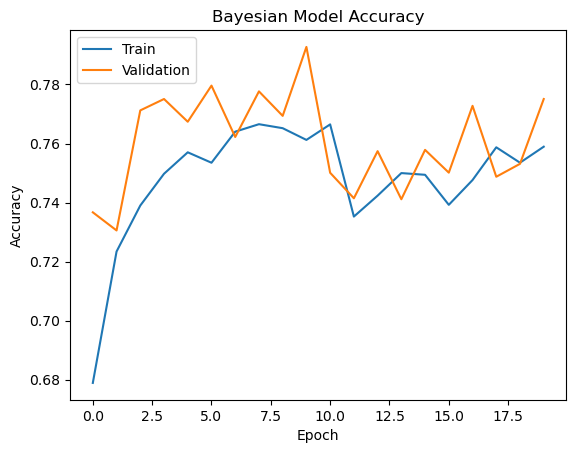 Bayesian Model Accuracy
Train
Validation
Accuracy
0.78
0.76
0.74
0.72
0.70
0.68
0.0 2.5 5.0 7.5 10.0 12.5 15.0 17.5
Epoch